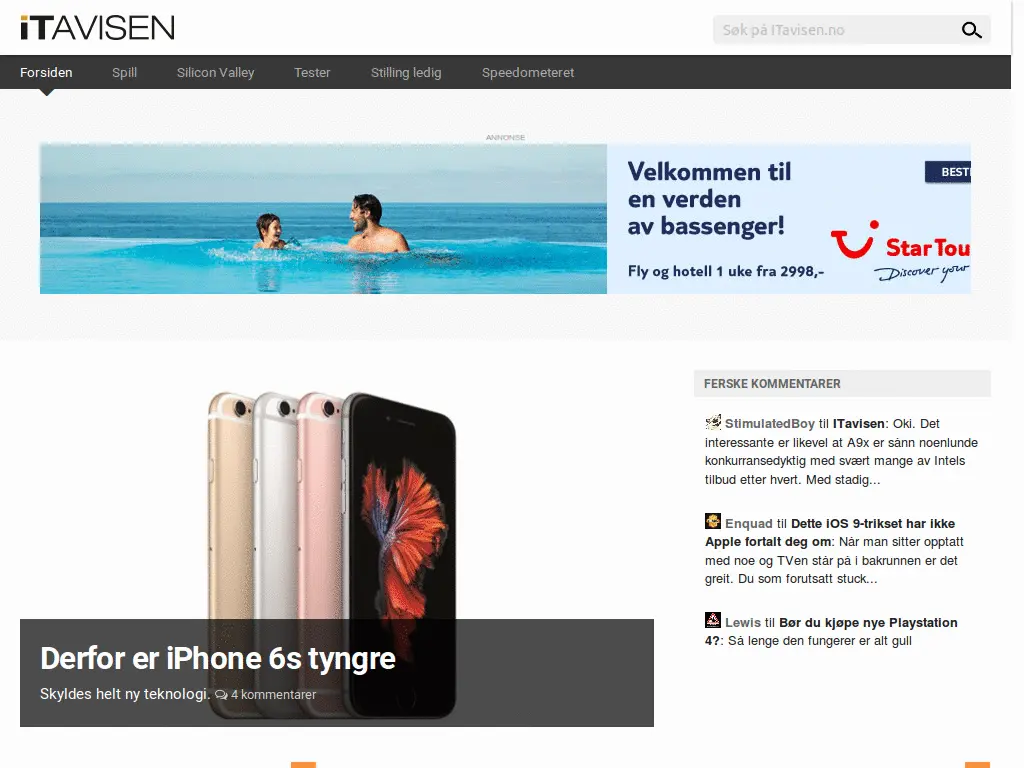 iTAVISEN
Søk på ITavisen.no
Forsiden Spill Silicon Valley Tester Stilling ledig Speedometeret
ANNONSE
Velkommen til
en verden
av bassenger!
Fly og hotell 1 uke fra 2998,-
BESTI
Star Tou
Discover your
Derfor er iPhone 6s tyngre
Skyldes helt ny teknologi. 4 kommentarer
FERSKE KOMMENTARER
StimulatedBoy til ITavisen: Oki. Det
interessante er likevel at A9x er sånn noenlunde
konkurransedyktig med svært mange av Intels
tilbud etter hvert. Med stadig...
Enquad til Dette iOS 9-trikset har ikke
Apple fortalt deg om: Når man sitter opptatt
med noe og TVen står på i bakrunnen er det
greit. Du som forutsatt stuck...
Lewis til Bør du kjøpe nye Playstation
4?: Så lenge den fungerer er alt gull